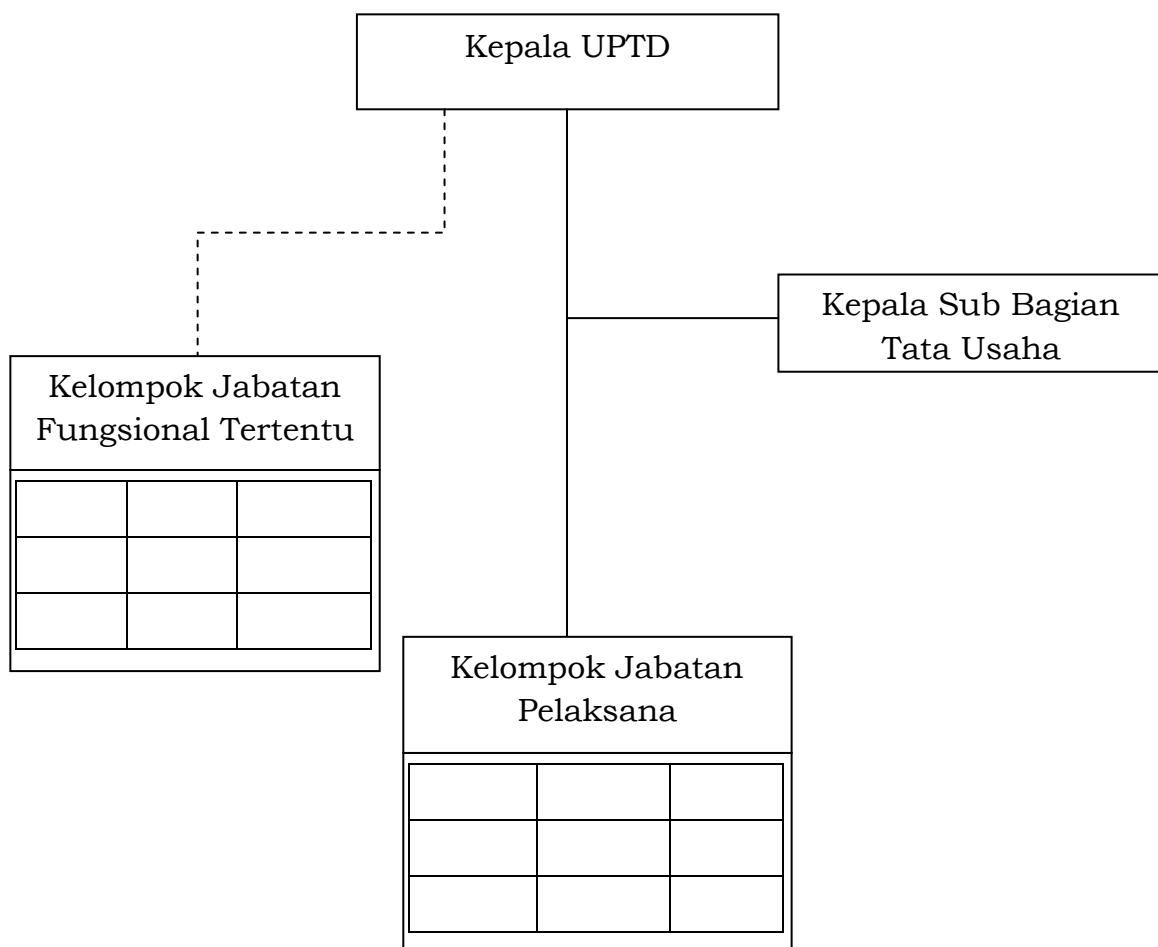 Kepala UPTD
Kepala Sub Bagian
Tata Usaha
Kelompok Jabatan
Fungsional Tertentu
Kelompok Jabatan
Pelaksana